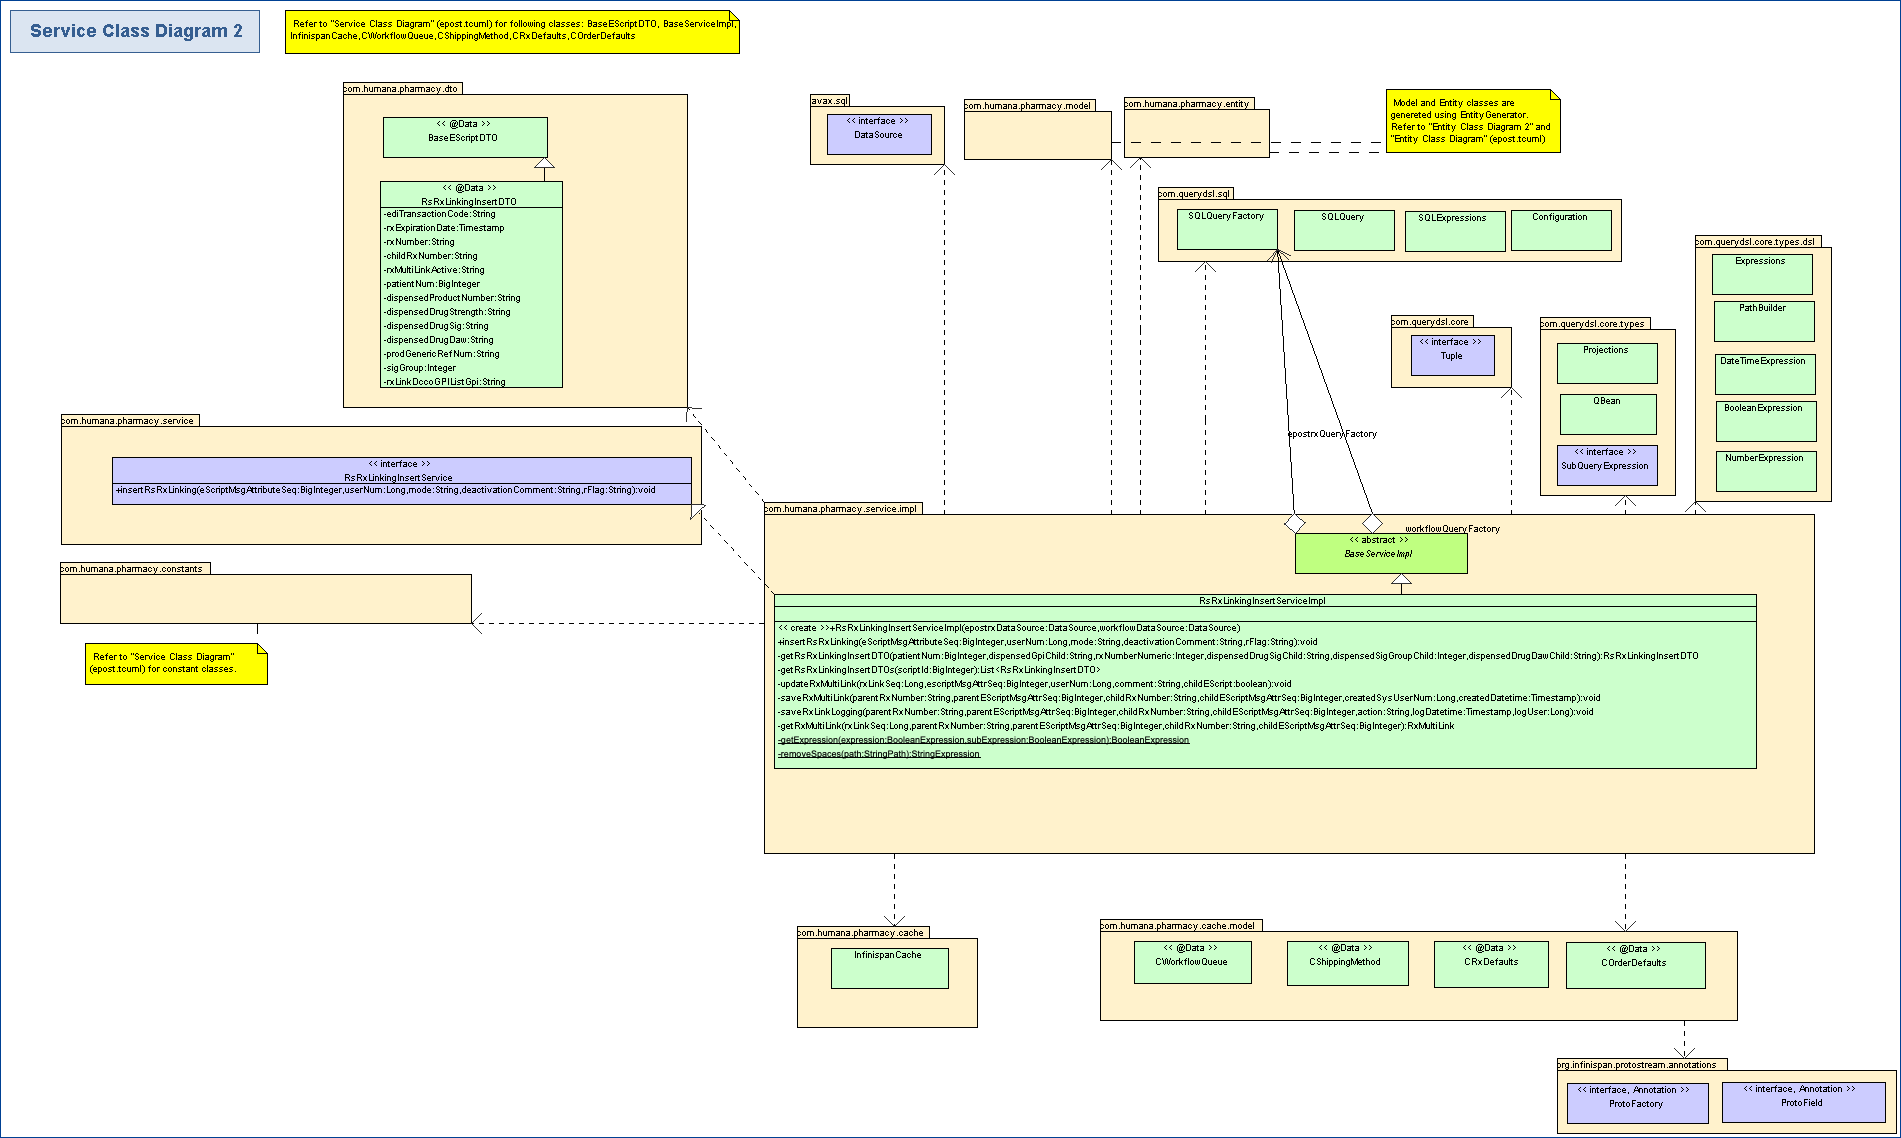 Service Class Diagram 2
Refer to "Service Class Diagram" (epost.tcuml) for following classes: BaseEScriptDTO, BaseServiceImpl,
InfinispanCache,CWorkflowQueue,CShippingMethod,CRxDefaults,COrderDefaults
com.humana.pharmacy.dto
<< @Data >>
BaseEScriptDTO
<< @Data >>
RsRxLinkingInsertDTO
-ediTransactionCode:String
-rxExpirationDate:Timestamp
-rxNumber:String
-childRxNumber:String
-rxMultiLinkActive:String
-patientNum:BigInteger
-dispensedProductNumber:String
-dispensedDrugStrength:String
-dispensedDrugSig:String
-dispensedDrugDaw:String
-prodGenericRefNum:String
-sigGroup:Integer
-rxLinkDccoGPIListGpi:String
avax.sql
<< interface >>
DataSource
com.humana.pharmacy.model
com.humana.pharmacy.entity
Model and Entity classes are
genereted using EntityGenerator.
Refer to "Entity Class Diagram 2" and
"Entity Class Diagram" (epost.tcuml)
com.querydsl.sql
SQLQueryFactory
SQLQuery
SQLExpressions
Configuration
com.querydsl.core.types.dsl
Expressions
PathBuilder
DateTimeExpression
BooleanExpression
NumberExpression
com.querydsl.core
<< interface >>
Tuple
com.querydsl.core.types
Projections
QBean
<< interface >>
SubQueryExpression
epostrxQueryFactory
workflowQueryFactory
com.humana.pharmacy.service
<< interface >>
RsRxLinkingInsertService
+insertRsRxLinking(eScriptMsgAttributeSeq:BigInteger,userNum:Long,mode:String,deactivationComment:String,rFlag:String):void
com.humana.pharmacy.constants
Refer to "Service Class Diagram"
(epost.tcuml) for constant classes.
com.humana.pharmacy.service.impl
<< abstract >>
BaseServiceImpl
RsRxLinkingInsertServiceImpl
<< create >>+RsRxLinkingInsertServiceImpl(epostrxDataSource:DataSource,workflowDataSource:DataSource)
+insertRsRxLinking(eScriptMsgAttributeSeq:BigInteger,userNum:Long,mode:String,deactivationComment:String,rFlag:String):void
-getRsRxLinkingInsertDTO(patientNum:BigInteger,dispensedGpiChild:String,rxNumberNumeric:Integer,dispensedDrugSigChild:String,dispensedSigGroupChild:Integer,dispensedDrugDawChild:String):RsRxLinkingInsertDTO
-getRsRxLinkingInsertDTOs(scriptId:BigInteger):List<RsRxLinkingInsertDTO>
-updateRxMultiLink(rxLinkSeq:Long,escriptMsgAttrSeq:BigInteger,userNum:Long,comment:String,childEScript:boolean):void
-saveRxMultiLink(parentRxNumber:String,parentEScriptMsgAttrSeq:BigInteger,childRxNumber:String,childEScriptMsgAttrSeq:BigInteger,createdSysUserNum:Long,createdDatetime:Timestamp):void
-saveRxLinkLogging(parentRxNumber:String,parentEScriptMsgAttrSeq:BigInteger,childRxNumber:String,childEScriptMsgAttrSeq:BigInteger,action:String,logDatetime:Timestamp,logUser:Long):void
-getRxMultiLink(rxLinkSeq:Long,parentRxNumber:String,parentEScriptMsgAttrSeq:BigInteger,childRxNumber:String,childEScriptMsgAttrSeq:BigInteger):RxMultiLink
-getExpression(expression:BooleanExpression,subExpression:BooleanExpression):BooleanExpression
-removeSpaces(path:StringPath):StringExpression
com.humana.pharmacy.cache
InfinispanCache
com.humana.pharmacy.cache.model
<< @Data >>
CWorkflowQueue
<< @Data >>
CShippingMethod
<< @Data >>
CRxDefaults
<< @Data >>
COrderDefaults
org.infinispan.protostream.annotations
<< interface, Annotation >>
ProtoFactory
<< interface, Annotation >>
ProtoField